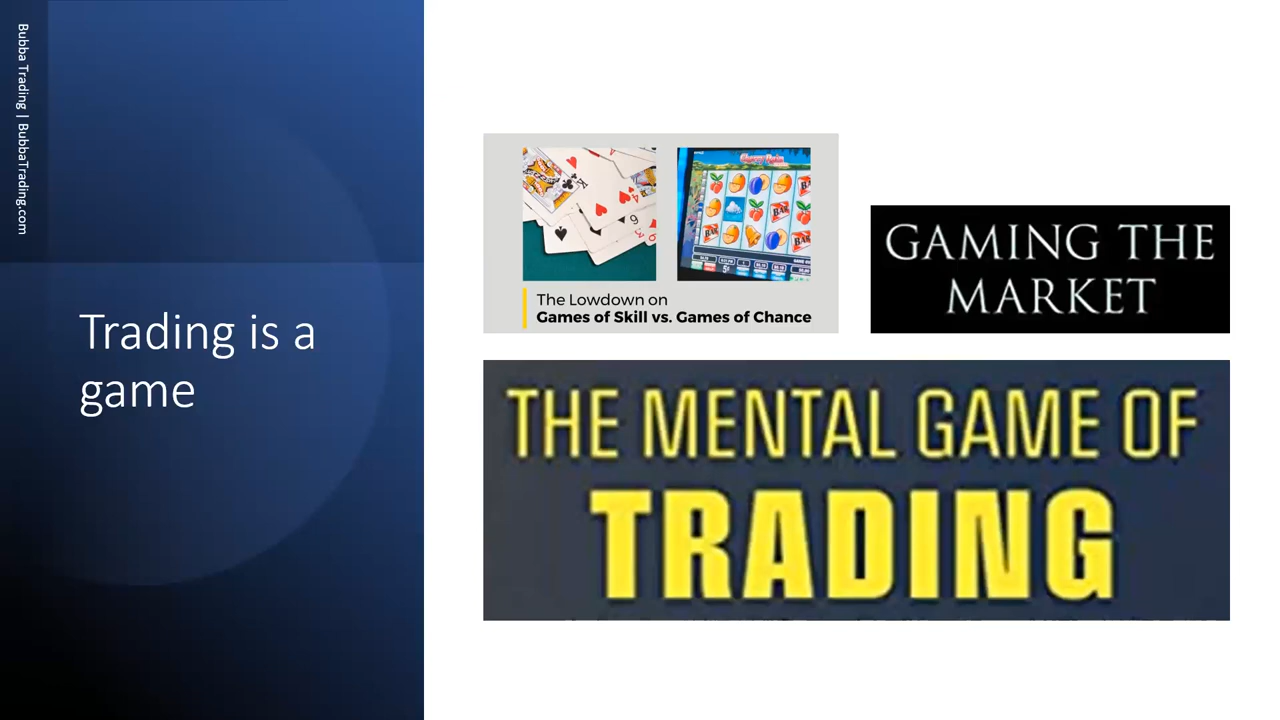 Bubba Trading | BubbaTrading.com
Trading is a
game
The Lowdown on
Games of Skill vs. Games of Chance
GAMING THE
MARKET
THE MENTAL GAME OF
TRADING